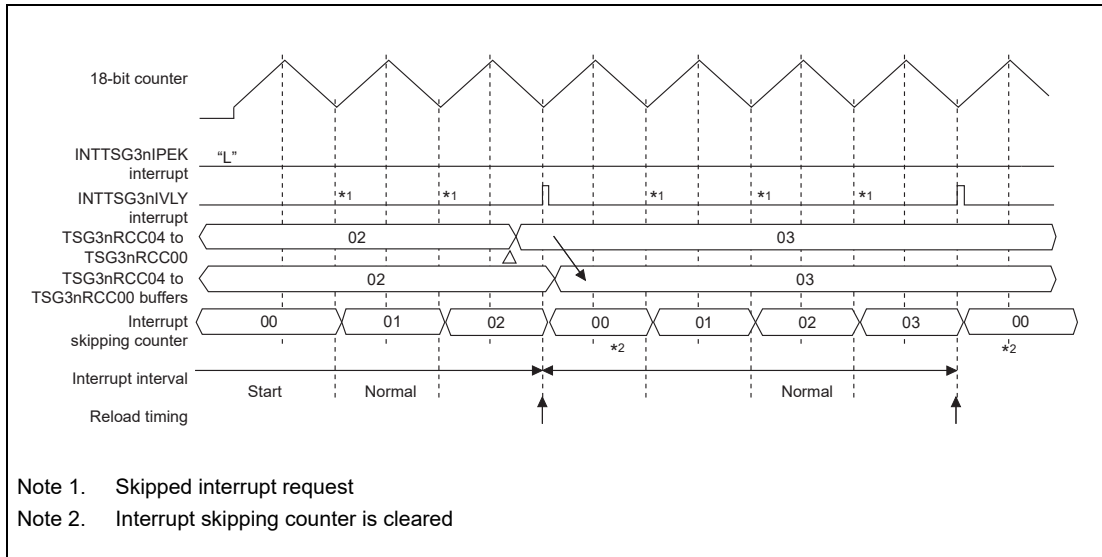 18-bit counter
INTTSG3nIPEK
interrupt
“L”
INTTSG3nIVLY
interrupt
*1 *1 *1 *1 *1
TSG3nRCC04 to
TSG3nRCC00
02 03
TSG3nRCC04 to
TSG3nRCC00 buffers
02 03
Interrupt
skipping counter
00 01 02 00 01 02 03 00
*2 *2
Interrupt interval
Start Normal Normal
Reload timing
Note 1. Skipped interrupt request
Note 2. Interrupt skipping counter is cleared